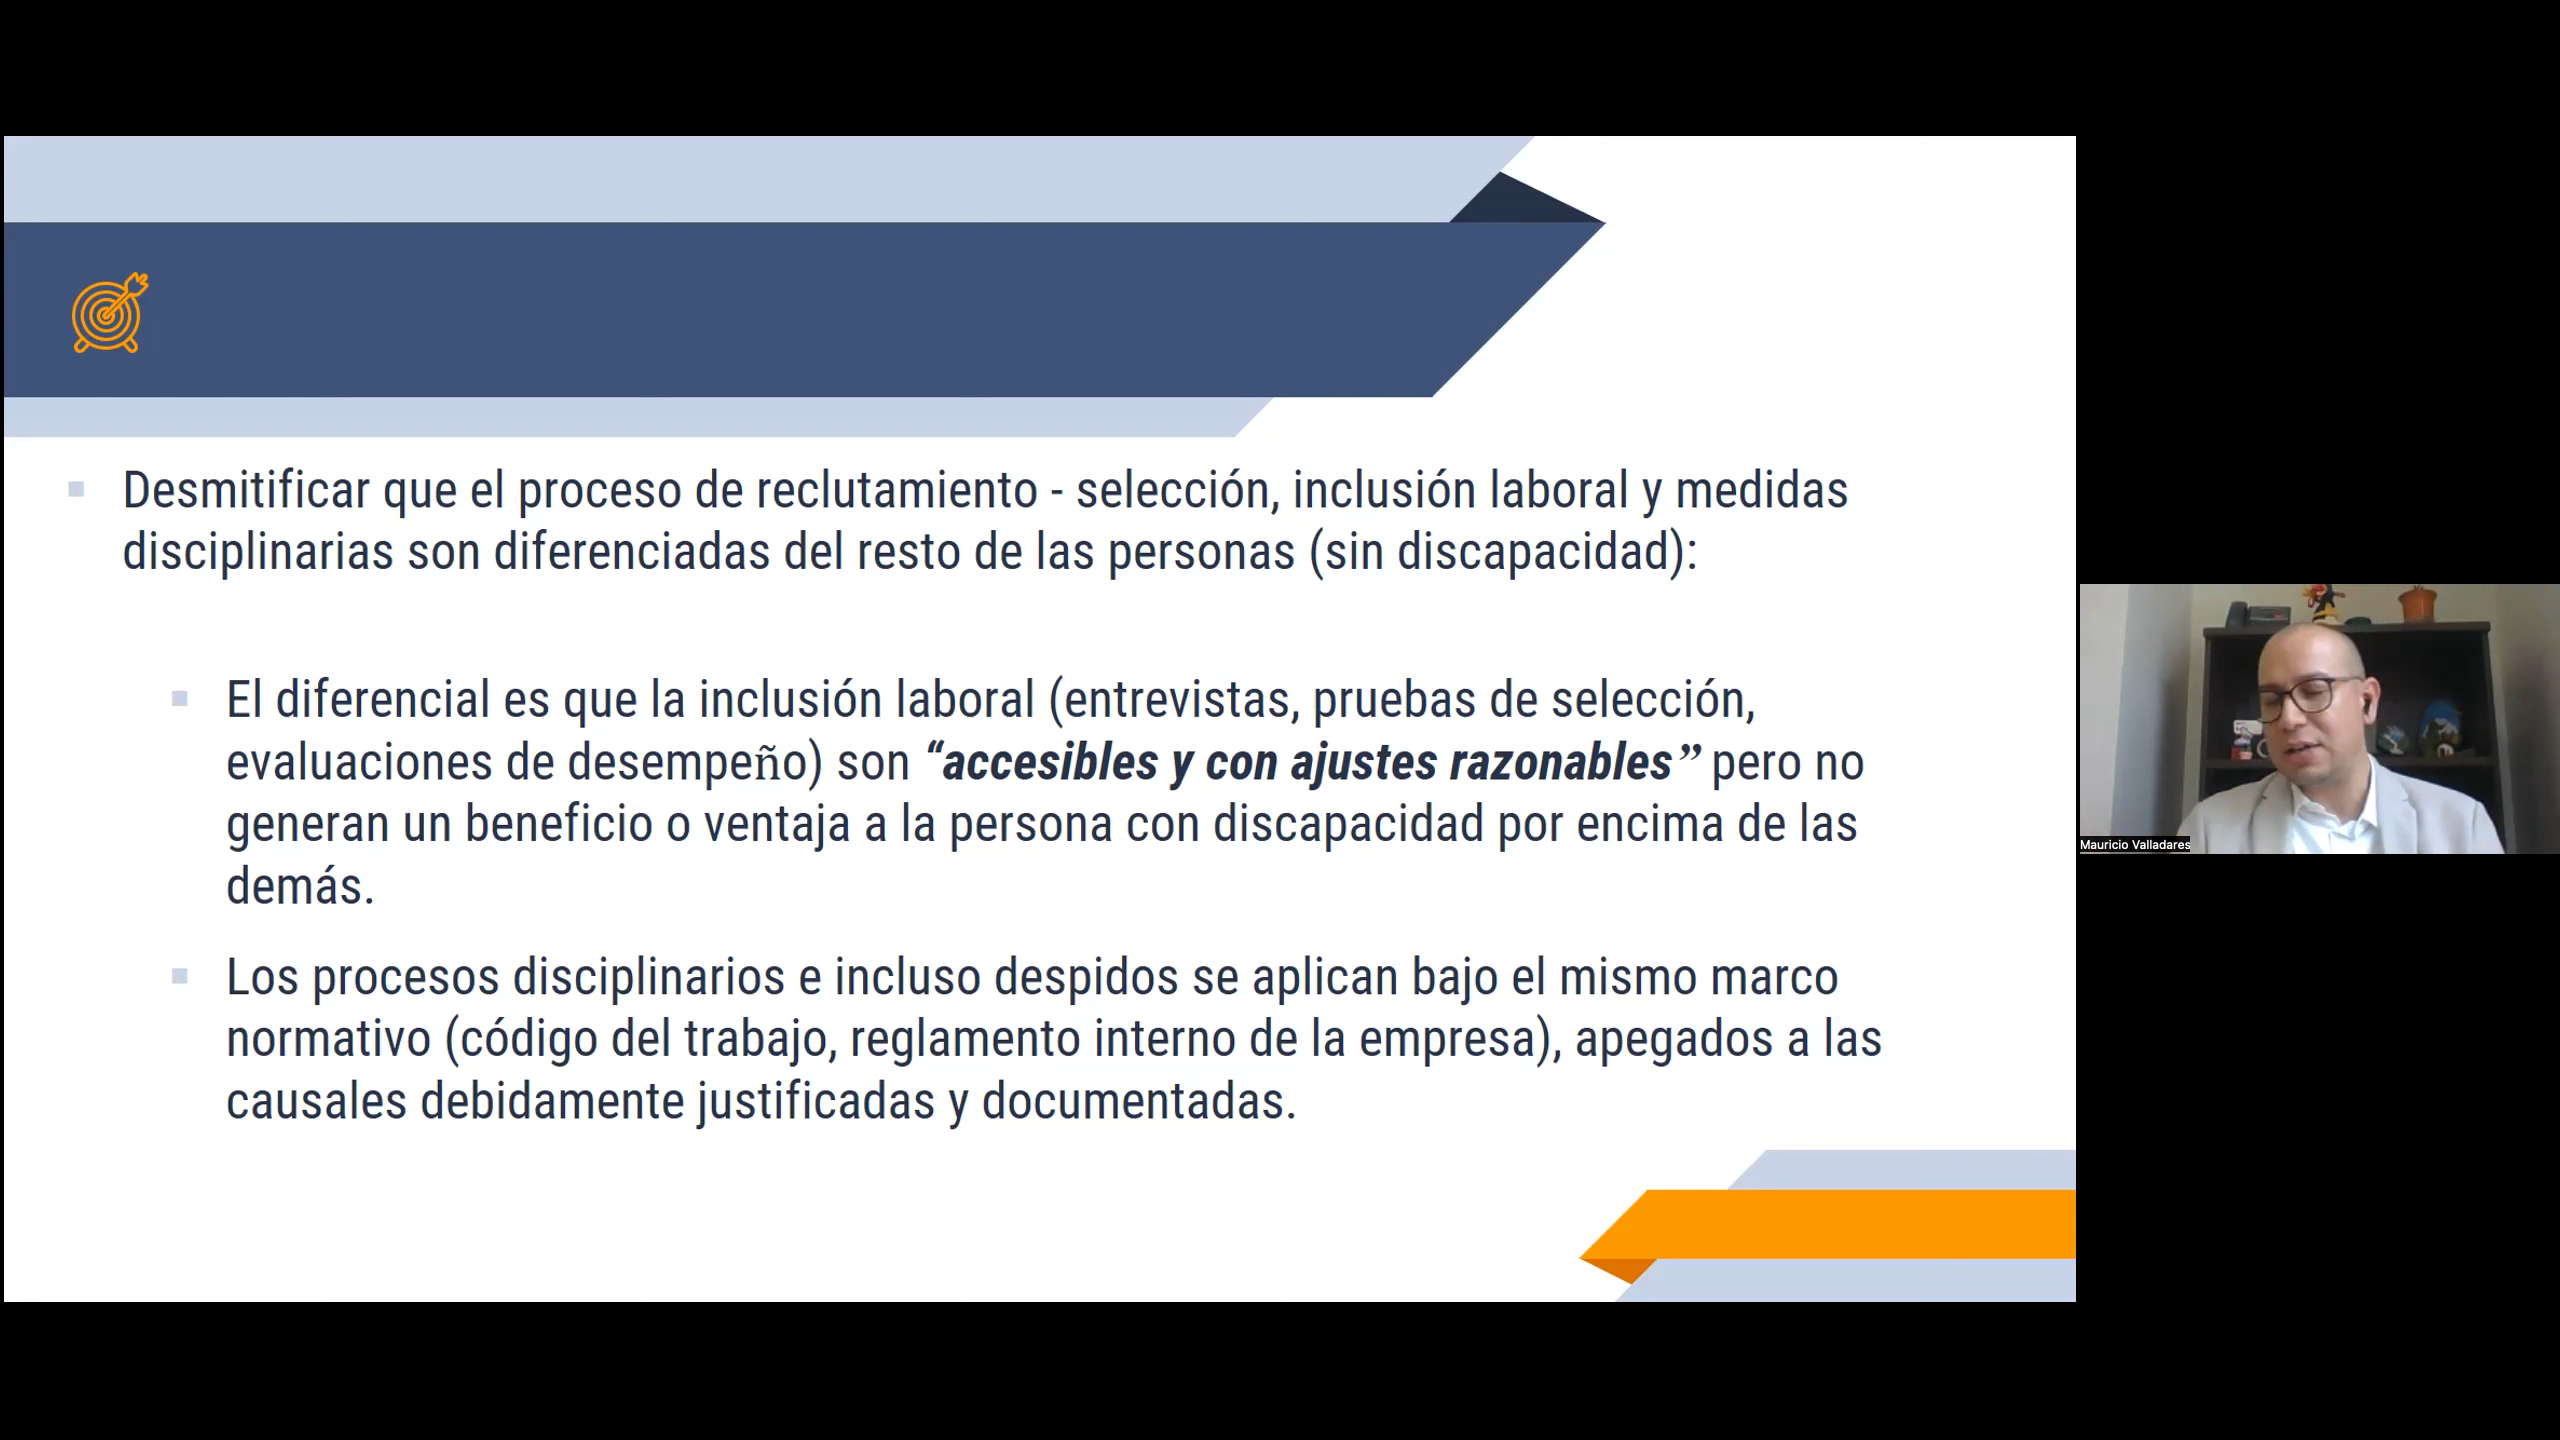 Desmitificar que el proceso de reclutamiento - selección, inclusión laboral y medidas
disciplinarias son diferenciadas del resto de las personas (sin discapacidad):
El diferencial es que la inclusión laboral (entrevistas, pruebas de selección,
evaluaciones de desempeño) son “accesibles y con ajustes razonables” pero no
generan un beneficio o ventaja a la persona con discapacidad por encima de las
demás.
Los procesos disciplinarios e incluso despidos se aplican bajo el mismo marco
normativo (código del trabajo, reglamento interno de la empresa), apegados a las
causales debidamente justificadas y documentadas.
Mauricio Valladares